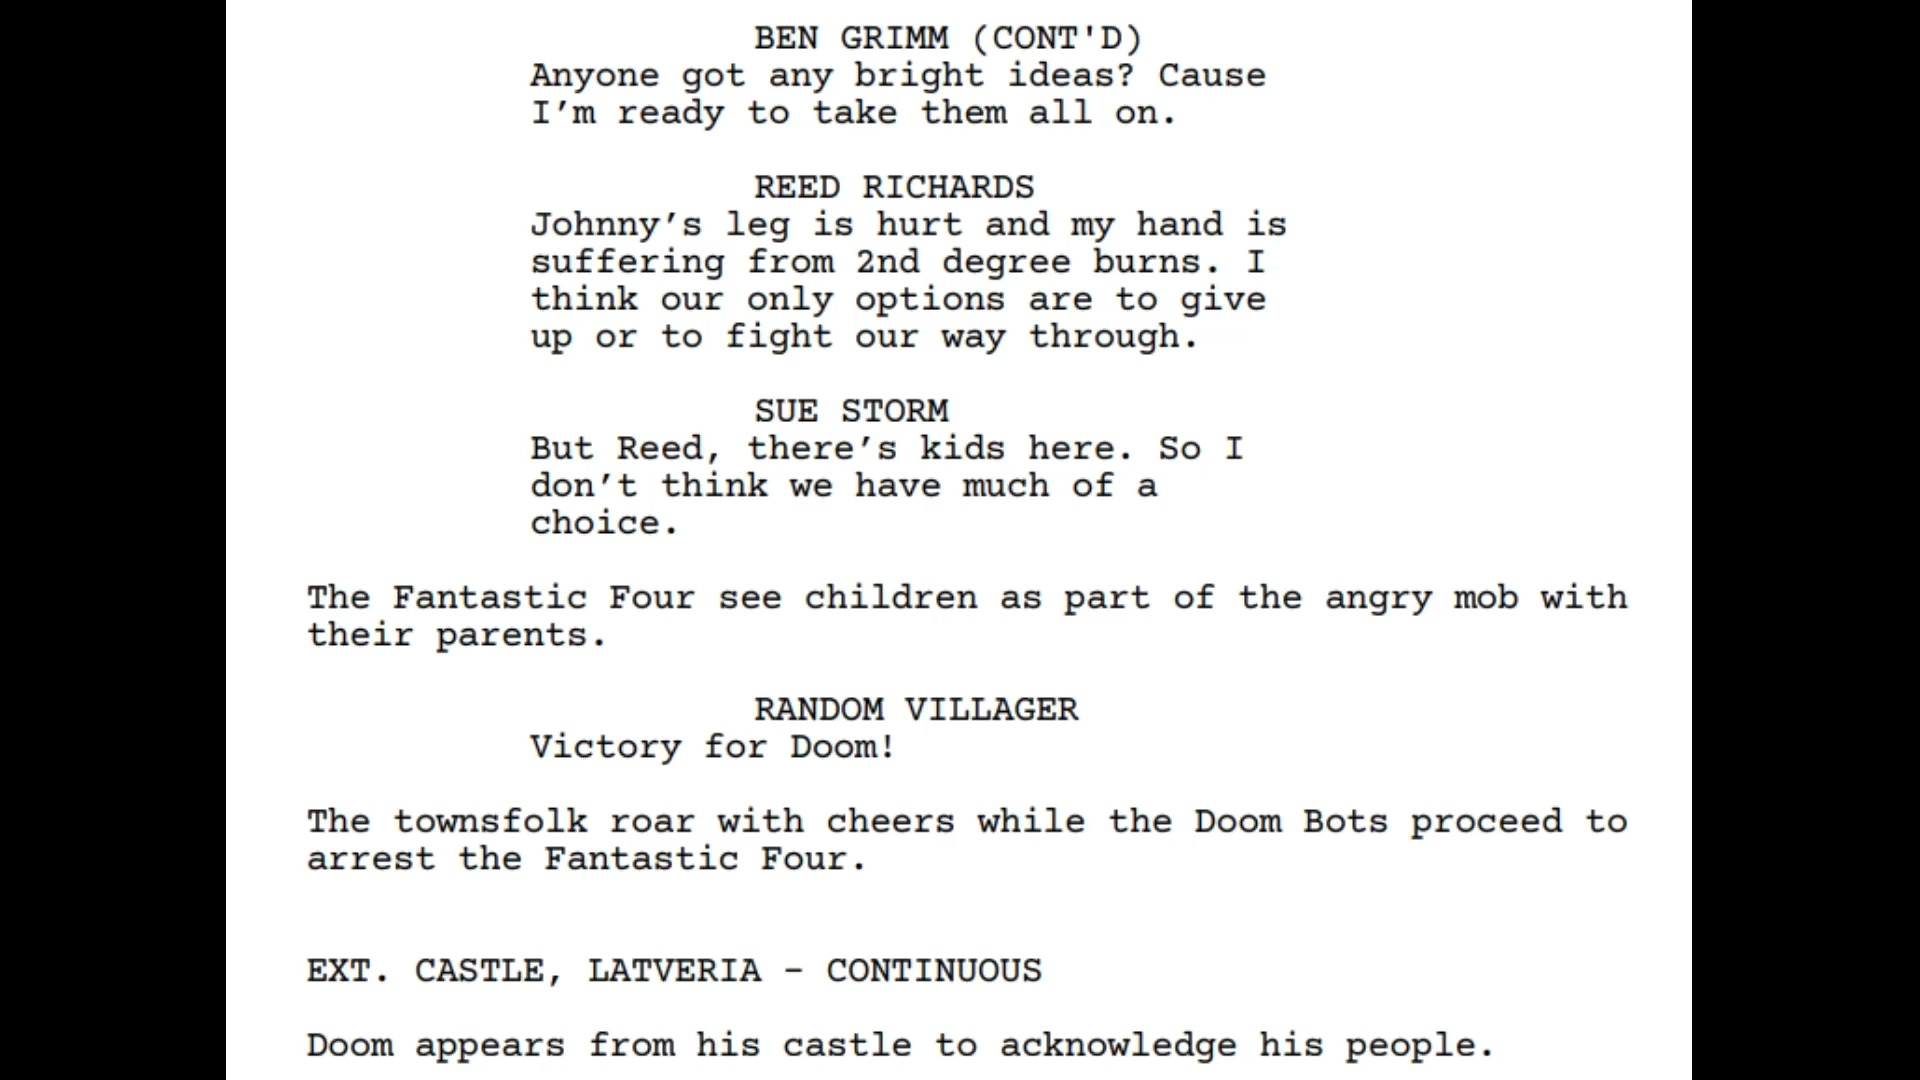 BEN GRIMM (CONT'D)
Anyone got any bright ideas? Cause
I’m ready to take them all on.
REED RICHARDS
Johnny’s leg is hurt and my hand is
suffering from 2nd degree burns. I
think our only options are to give
up or to fight our way through.
SUE STORM
But Reed, there’s kids here. So I
don’t think we have much of a
choice.
The Fantastic Four see children as part of the angry mob with
their parents.
RANDOM VILLAGER
Victory for Doom!
The townsfolk roar with cheers while the Doom Bots proceed to
arrest the Fantastic Four.
EXT. CASTLE, LATVERIA - CONTINUOUS
Doom appears from his castle to acknowledge his people.